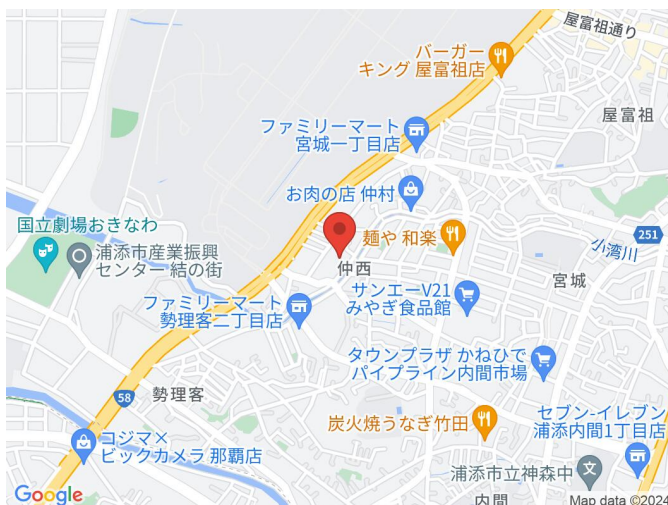 屋富祖通り
バーガー
キング 屋富祖店
屋富祖
ファミリーマート
宮城一丁目店
お肉の店 仲村
国立劇場おきなわ
麺や 和楽
251
小湾川
浦添市産業振興
センター 結の街
仲西
宮城
サンエーV21
みやぎ食品館
ファミリーマート
勢理客二丁目店
タウンプラザ かねひで
パイプライン内間市場
勢理客
58
炭火焼うなぎ竹田
セブン-イレブン
浦添内間1丁目店
コジマ×
ビックカメラ 那覇店
浦添市立神森中
内間
Google
Map data ©2024